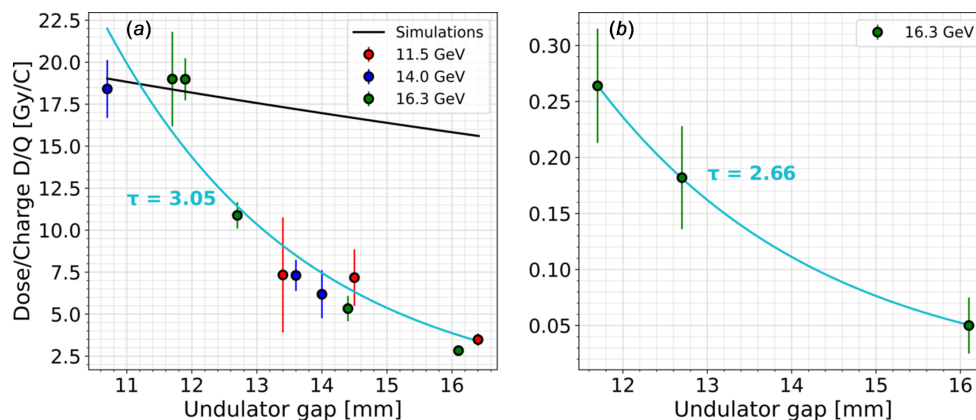 (a)
Simulations
11.5 GeV
14.0 GeV
16.3 GeV
τ = 3.05
Dose/Charge D/Q [Gy/C]
22.5
20.0
17.5
15.0
12.5
10.0
7.5
5.0
2.5
11 12 13 14 15 16
Undulator gap [mm]
(b)
16.3 GeV
τ = 2.66
0.30
0.25
0.20
0.15
0.10
0.05
12 13 14 15 16
Undulator gap [mm]